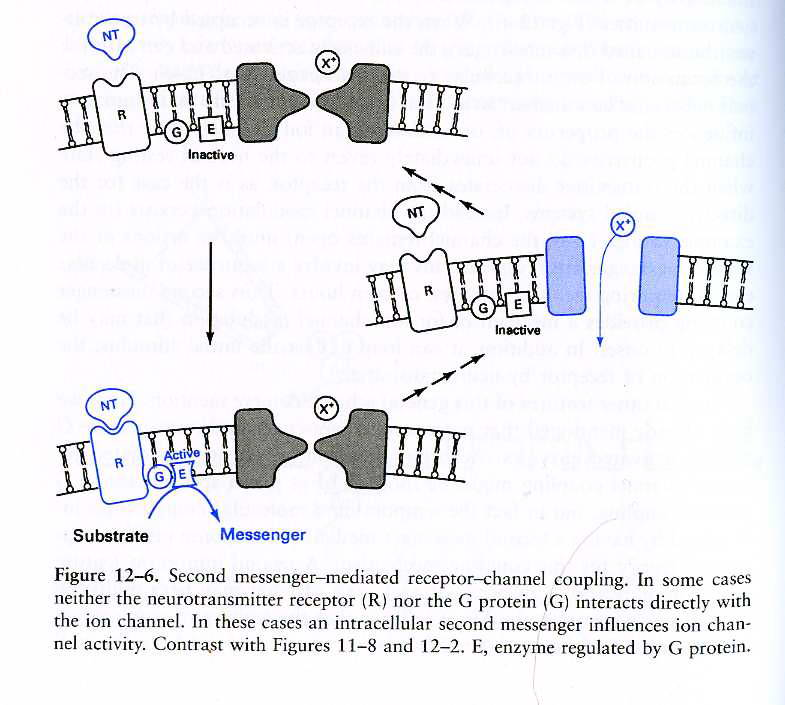 NT
X+
R
G
E
Inactive
NT
X+
R
G
E
Inactive
NT
X+
R
Active
G
E
Substrate
Messenger
Figure 12–6. Second messenger–mediated receptor–channel coupling. In some cases
neither the neurotransmitter receptor (R) nor the G protein (G) interacts directly with
the ion channel. In these cases an intracellular second messenger influences ion chan-
nel activity. Contrast with Figures 11–8 and 12–2. E, enzyme regulated by G protein.